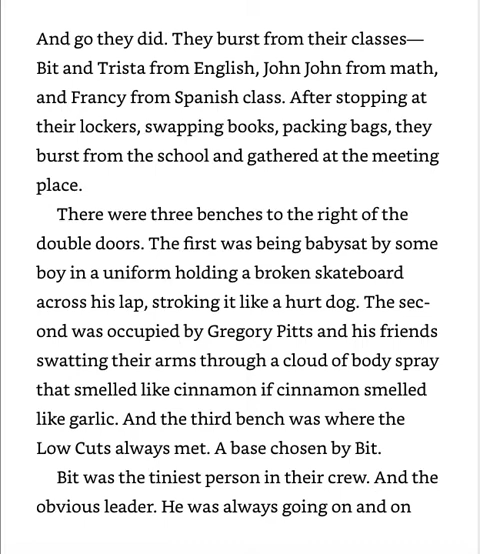 And go they did. They burst from their classes—
Bit and Trista from English, John John from math,
and Francy from Spanish class. After stopping at
their lockers, swapping books, packing bags, they
burst from the school and gathered at the meeting
place.
There were three benches to the right of the
double doors. The first was being babysat by some
boy in a uniform holding a broken skateboard
across his lap, stroking it like a hurt dog. The sec-
ond was occupied by Gregory Pitts and his friends
swatting their arms through a cloud of body spray
that smelled like cinnamon if cinnamon smelled
like garlic. And the third bench was where the
Low Cuts always met. A base chosen by Bit.
Bit was the tiniest person in their crew. And the
obvious leader. He was always going on and on